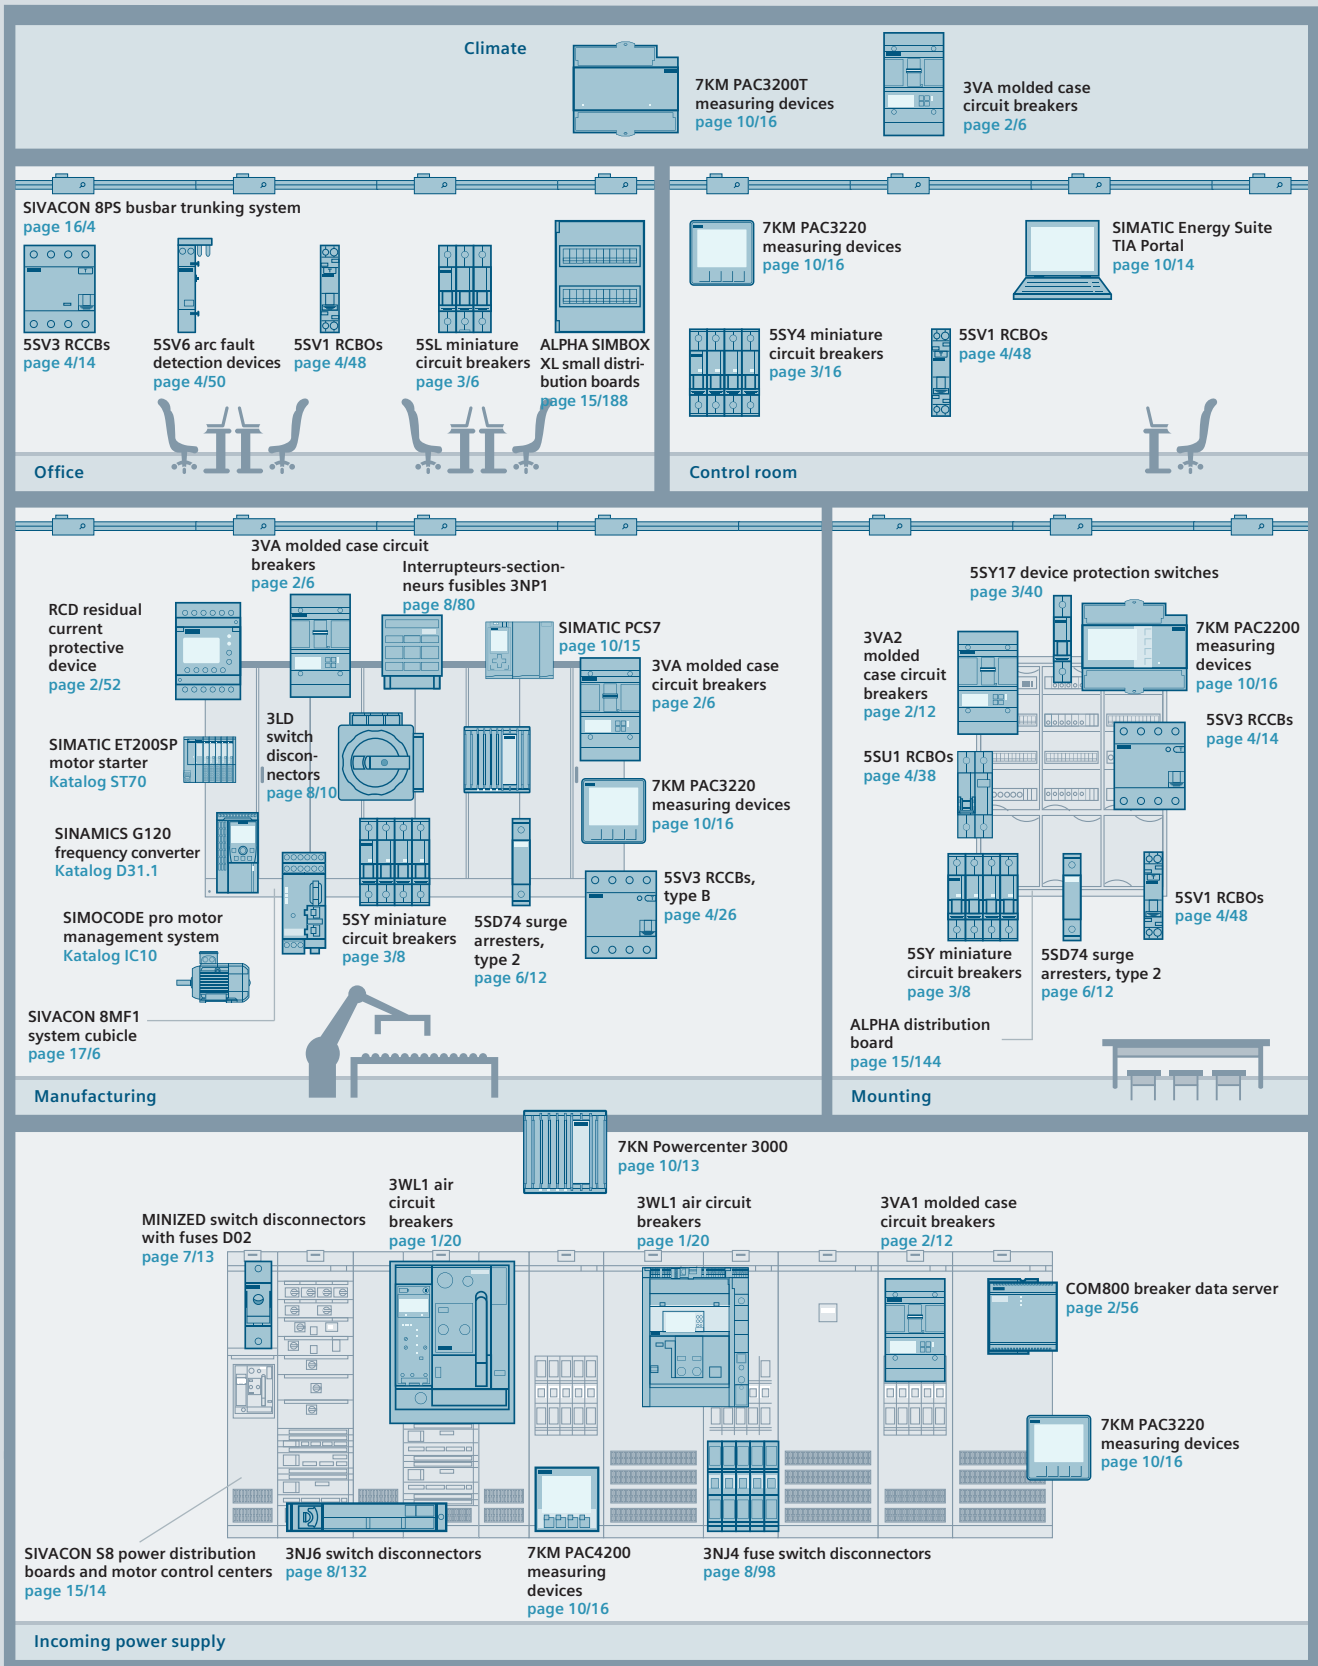 Climate
7KM PAC3200T
measuring devices
page 10/16
3VA molded case
circuit breakers
page 2/6
SIVACON 8PS busbar trunking system
page 16/4
5SV3 RCCBs
page 4/14
5SV6 arc fault
detection devices
page 4/50
5SV1 RCBOs
page 4/48
5SL miniature
circuit breakers
page 3/6
ALPHA SIMBOX
XL small distri-
bution boards
page 15/188
Office
7KM PAC3220
measuring devices
page 10/16
SIMATIC Energy Suite
TIA Portal
page 10/14
5SY4 miniature
circuit breakers
page 3/16
5SV1 RCBOs
page 4/48
Control room
3VA molded case circuit
breakers
page 2/6
Interrupteurs-section-
neurs fusibles 3NP1
page 8/80
RCD residual
current
protective
device
page 2/52
SIMATIC PCS7
page 10/15
3VA molded case
circuit breakers
page 2/6
3LD
switch
discon-
nectors
page 8/10
SIMATIC ET200SP
motor starter
Katalog ST70
7KM PAC3220
measuring devices
page 10/16
SINAMICS G120
frequency converter
Katalog D31.1
5SV3 RCCBs,
type B
page 4/26
SIMOCODE pro motor
management system
Katalog IC10
5SY miniature
circuit breakers
page 3/8
5SD74 surge
arresters,
type 2
page 6/12
SIVACON 8MF1
system cubicle
page 17/6
Manufacturing
5SY17 device protection switches
page 3/40
3VA2
molded
case circuit
breakers
page 2/12
7KM PAC2200
measuring
devices
page 10/16
5SV3 RCCBs
page 4/14
5SU1 RCBOs
page 4/38
5SV1 RCBOs
page 4/48
5SY miniature
circuit breakers
page 3/8
5SD74 surge
arresters, type 2
page 6/12
ALPHA distribution
board
page 15/144
Mounting
7KN Powercenter 3000
page 10/13
3WL1 air
circuit
breakers
page 1/20
MINIZED switch disconnectors
with fuses D02
page 7/13
3WL1 air circuit
breakers
page 1/20
3VA1 molded case
circuit breakers
page 2/12
COM800 breaker data server
page 2/56
7KM PAC3220
measuring devices
page 10/16
SIVACON S8 power distribution
boards and motor control centers
page 15/14
3NJ6 switch disconnectors
page 8/132
7KM PAC4200
measuring
devices
page 10/16
3NJ4 fuse switch disconnectors
page 8/98
Incoming power supply